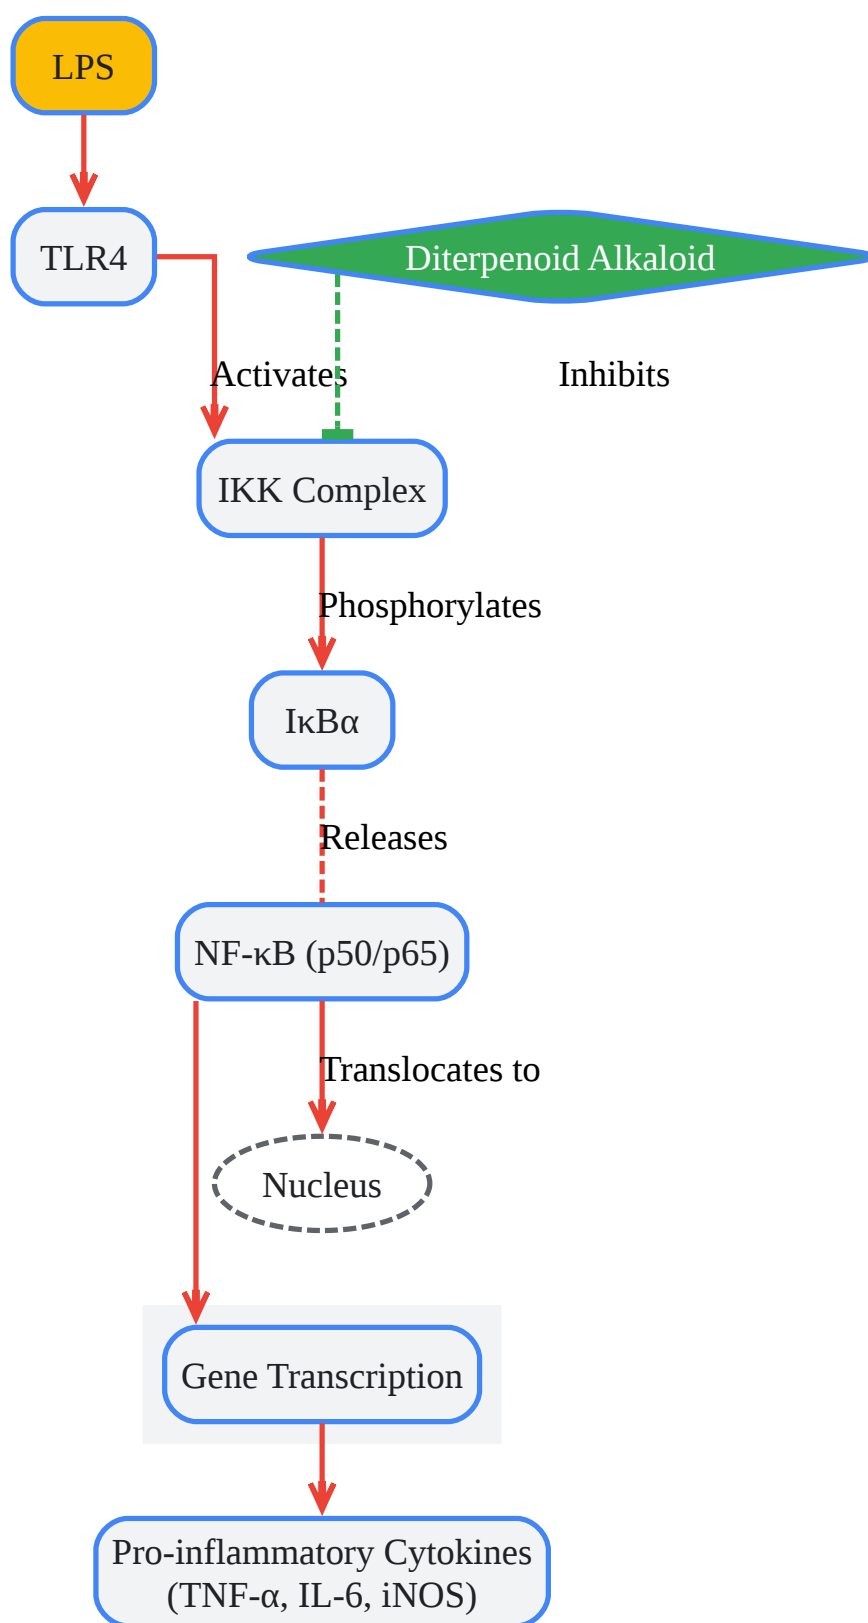 LPS
TLR4
Diterpenoid Alkaloid
Activates
Inhibits
IKK Complex
Phosphorylates
IκBα
Releases
NF-κB (p50/p65)
Translocates to
Nucleus
Gene Transcription
Pro-inflammatory Cytokines
(TNF-α, IL-6, iNOS)